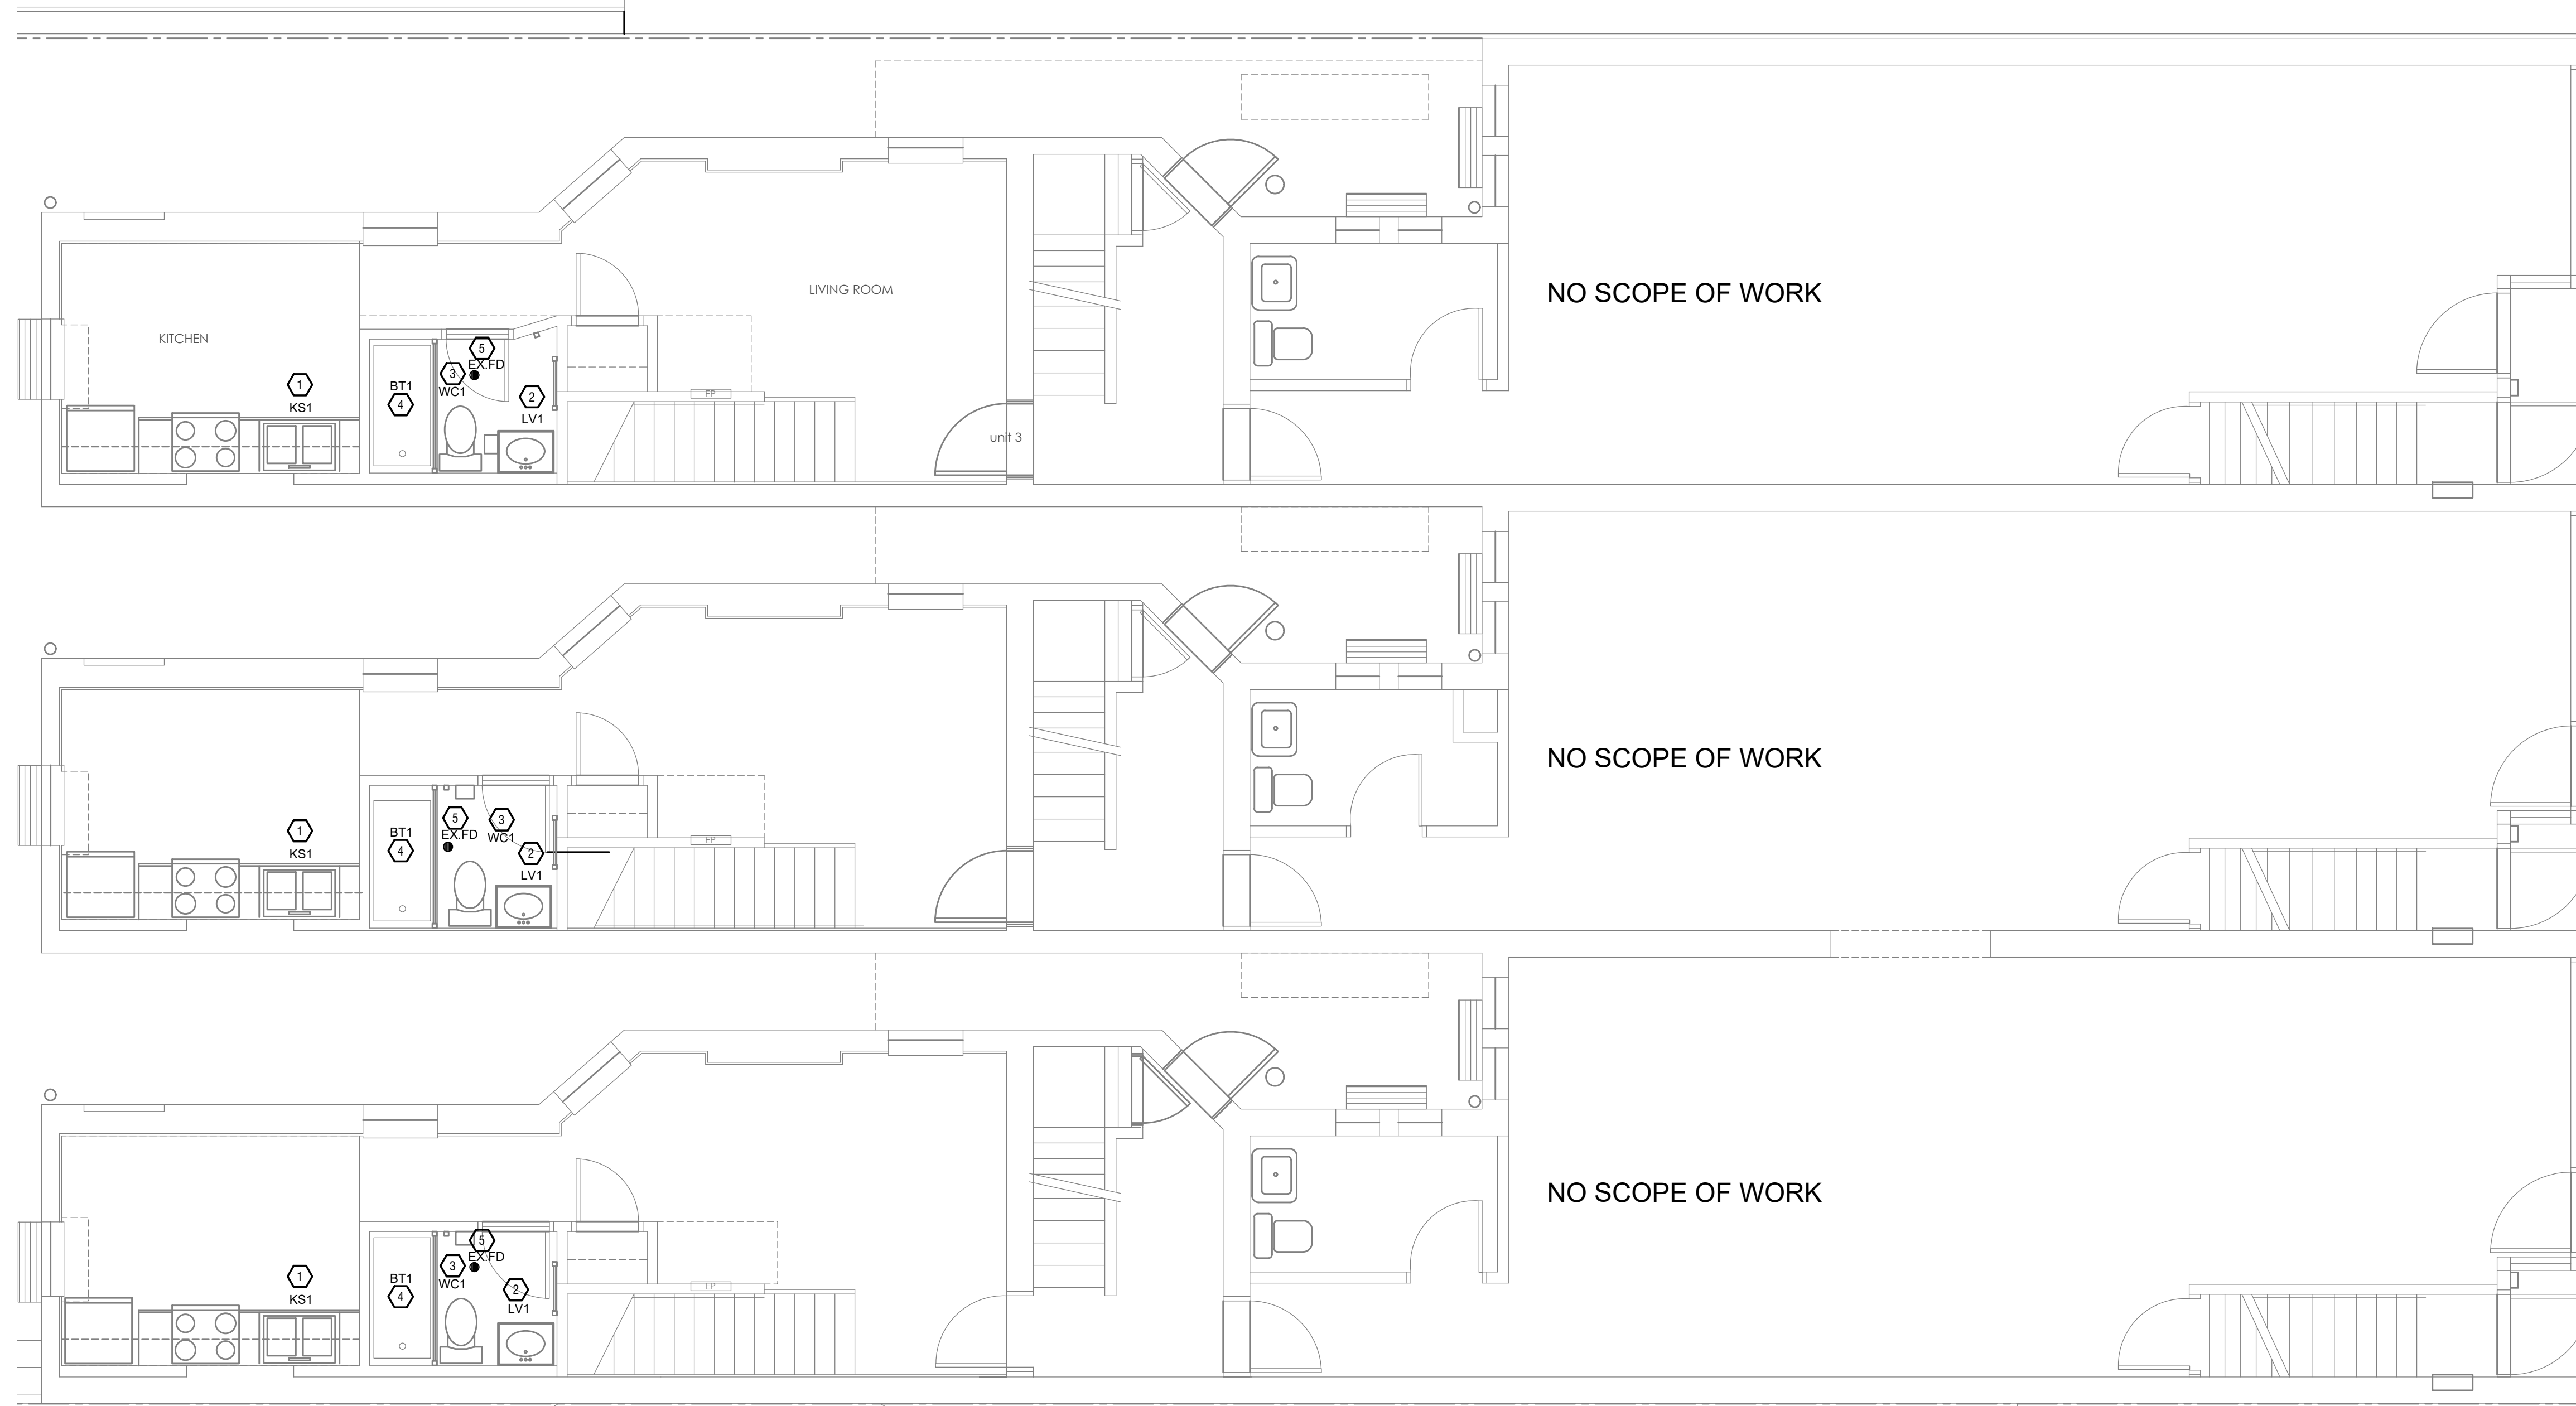 LIVING ROOM
NO SCOPE OF WORK
KITCHEN
5
EX.FD
3
WC1
1
KS1
BT1
4
2
LV1
EP
unit 3
NO SCOPE OF WORK
5
EX.FD
3
WC1
1
KS1
BT1
4
2
LV1
EP
NO SCOPE OF WORK
5
EX.FD
3
WC1
1
KS1
BT1
4
2
LV1
EP